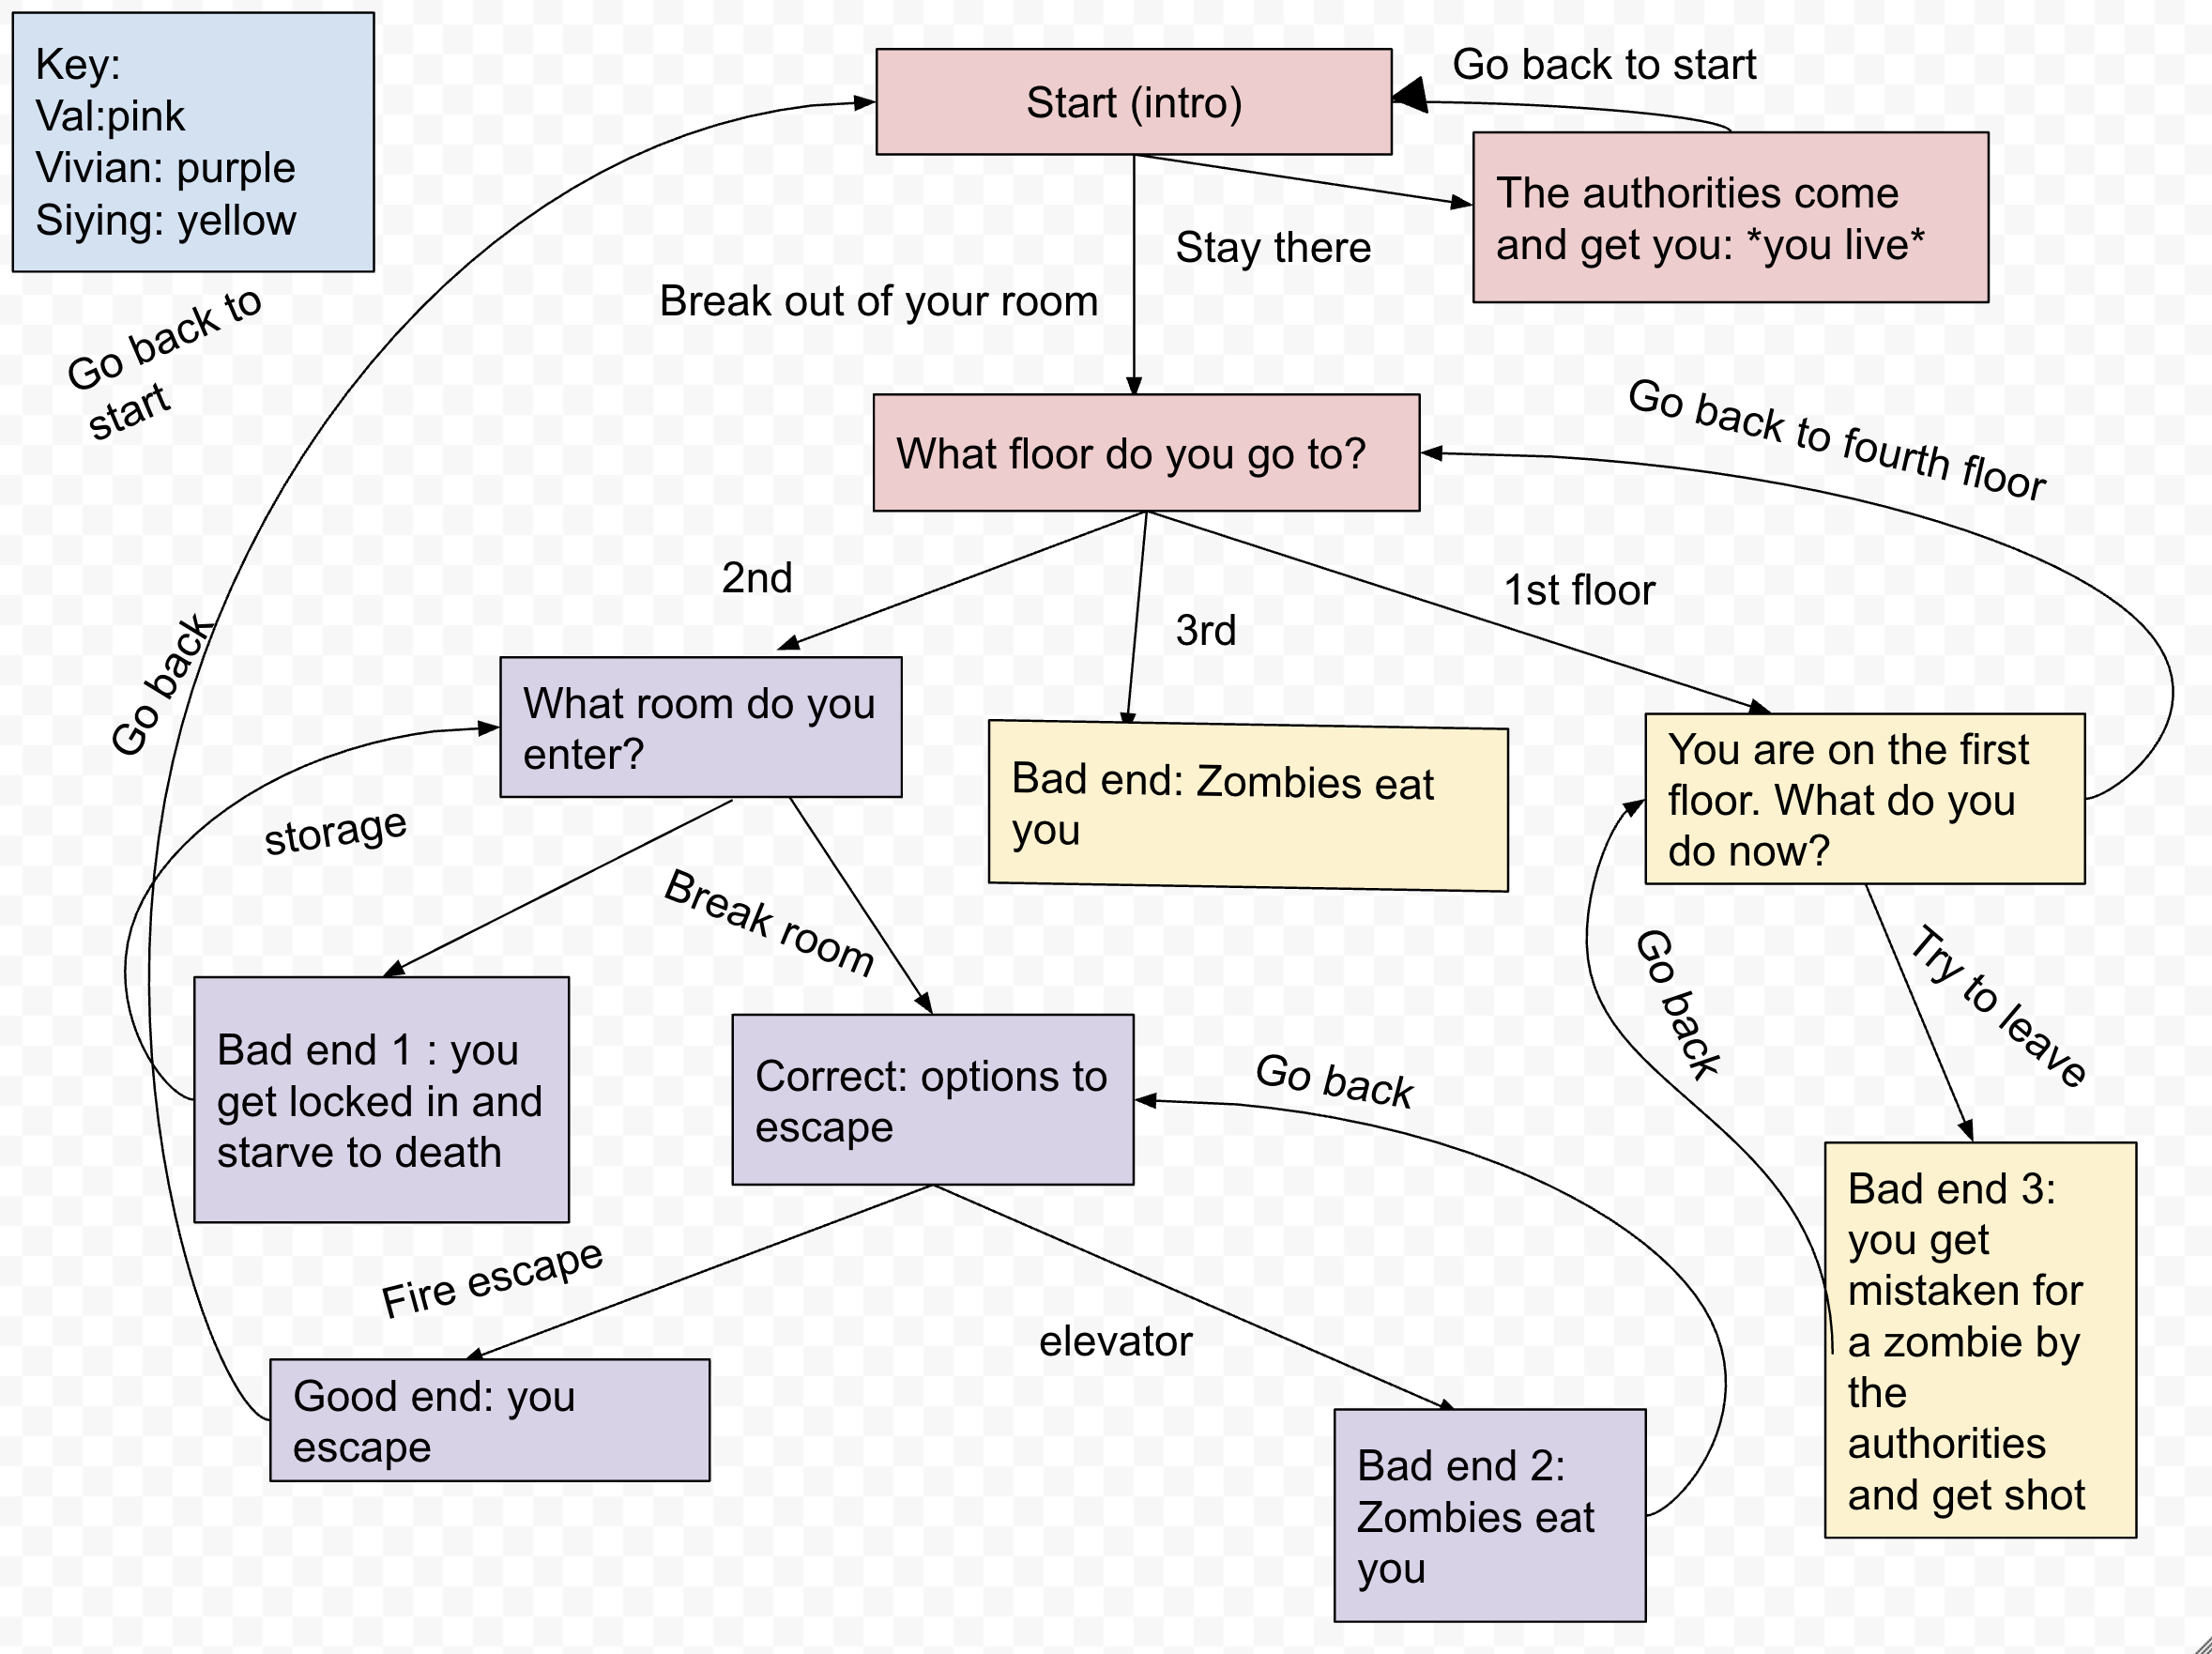 Key:
Val:pink
Vivian: purple
Siying: yellow
Start (intro)
Go back to start
The authorities come
and get you: *you live*
Stay there
Break out of your room
Go back to
start
What floor do you go to?
Go back to fourth floor
2nd
3rd
1st floor
Go back
What room do you
enter?
Bad end: Zombies eat
you
You are on the first
floor. What do you
do now?
storage
Break room
Go back
Try to leave
Bad end 1 : you
get locked in and
starve to death
Correct: options to
escape
Go back
Bad end 3:
you get
mistaken for
a zombie by
the
authorities
and get shot
Fire escape
elevator
Good end: you
escape
Bad end 2:
Zombies eat
you